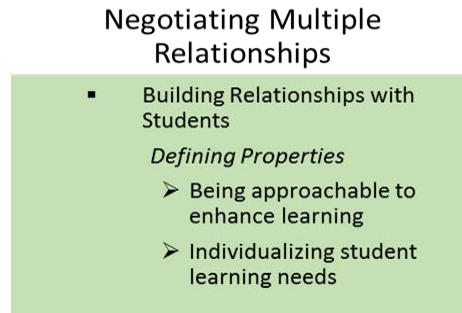 Negotiating Multiple
Relationships
▪ Building Relationships with
Students
Defining Properties
➢ Being approachable to
enhance learning
➢ Individualizing student
learning needs